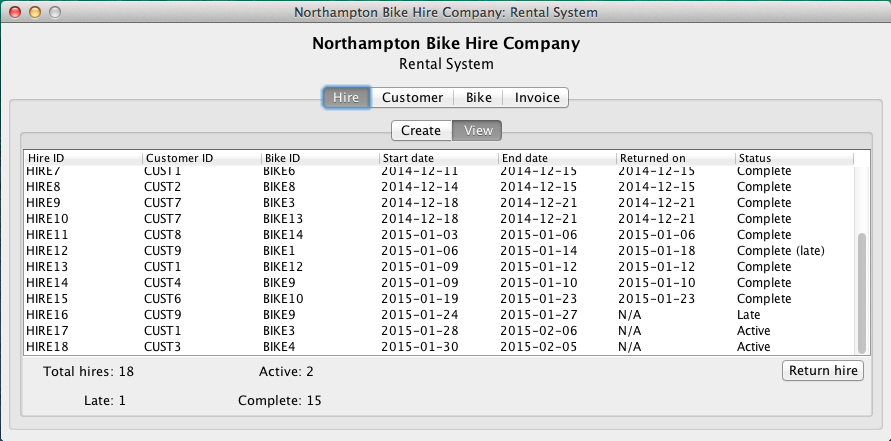 Northampton Bike Hire Company: Rental System
Northampton Bike Hire Company
Rental System
Hire Customer Bike Invoice
Create View
Hire ID Customer ID Bike ID Start date End date Returned on Status
HIRE7 CUST1 BIKE6 2014-12-11 2014-12-15 2014-12-15 Complete
HIRE8 CUST2 BIKE8 2014-12-14 2014-12-15 2014-12-15 Complete
HIRE9 CUST7 BIKE3 2014-12-18 2014-12-21 2014-12-21 Complete
HIRE10 CUST7 BIKE13 2014-12-18 2014-12-21 2014-12-21 Complete
HIRE11 CUST8 BIKE14 2015-01-03 2015-01-06 2015-01-06 Complete
HIRE12 CUST9 BIKE1 2015-01-06 2015-01-14 2015-01-18 Complete (late)
HIRE13 CUST1 BIKE12 2015-01-09 2015-01-12 2015-01-12 Complete
HIRE14 CUST4 BIKE9 2015-01-09 2015-01-10 2015-01-10 Complete
HIRE15 CUST6 BIKE10 2015-01-19 2015-01-23 2015-01-23 Complete
HIRE16 CUST9 BIKE9 2015-01-24 2015-01-27 N/A Late
HIRE17 CUST1 BIKE3 2015-01-28 2015-02-06 N/A Active
HIRE18 CUST3 BIKE4 2015-01-30 2015-02-05 N/A Active
Total hires: 18 Active: 2 Return hire
Late: 1 Complete: 15